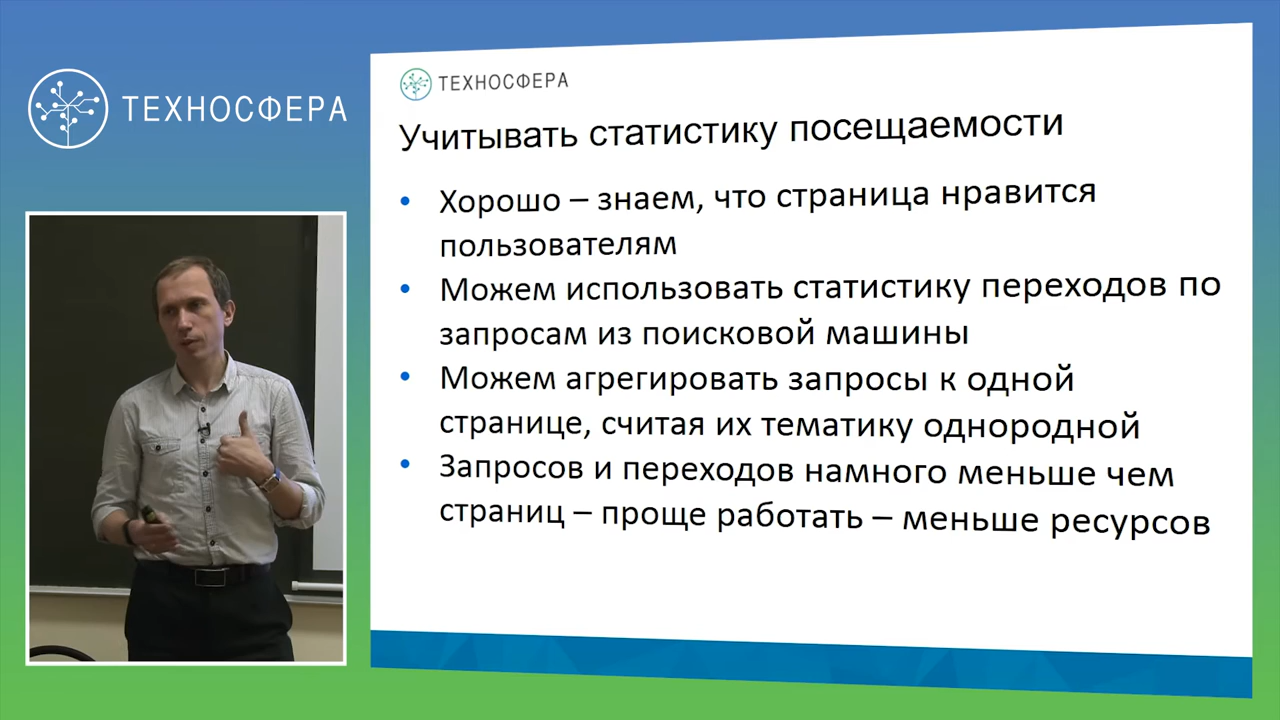 ТЕХНОСФЕРА
ТЕХНОСФЕРА
Учитывать статистику посещаемости
• Хорошо – знаем, что страница нравится
пользователям
• Можем использовать статистику переходов по
запросам из поисковой машины
• Можем агрегировать запросы к одной
странице, считая их тематику однородной
• Запросов и переходов намного меньше чем
страниц – проще работать – меньше ресурсов